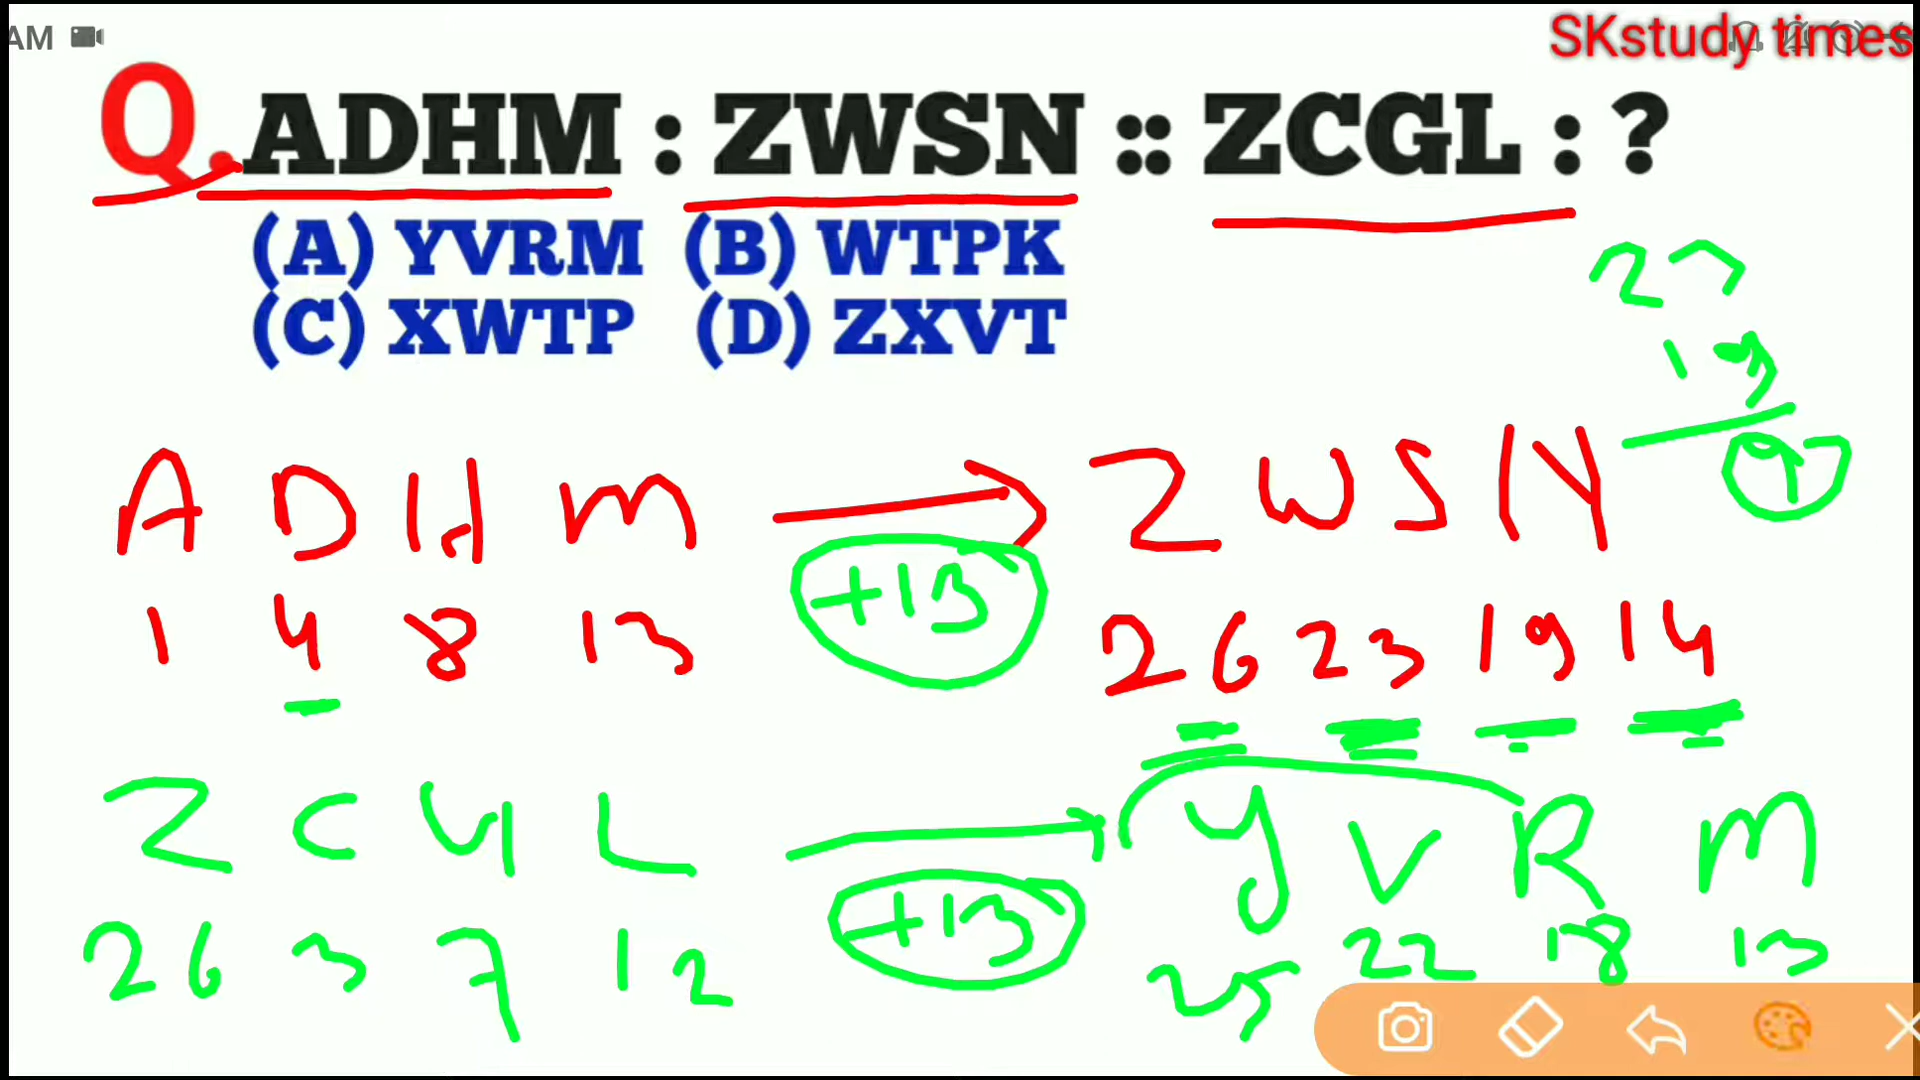 AM
SKstudy times
Q. ADHM : ZWSN :: ZCGL : ?
(A) YVRM (B) WTPK
(C) XWTP (D) ZXVT
27
19
A D H M ZWSN
+13
1 4 8 13 26 23 19 14
Z C G L Y V R M
+13
26 3 7 12 25 22 18 13